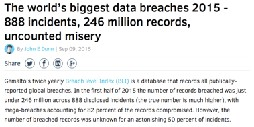 The world's biggest data breaches 2015 -
888 incidents, 246 million records,
uncounted misery
By John E Dunn | Sep 09, 2015
Share
Gemalto's twice yearly Breach Level Index (BLI) is a database that records all publically-
reported global breaches. In the first half of 2015 the number of records breached was just
under 246 million across 888 disclosed incidents (the true number is much higher), with
mega-breaches accounting for 82 percent of the records compromised. However, the
number of breached records was unknown for an astonishing 50 percent of incidents.